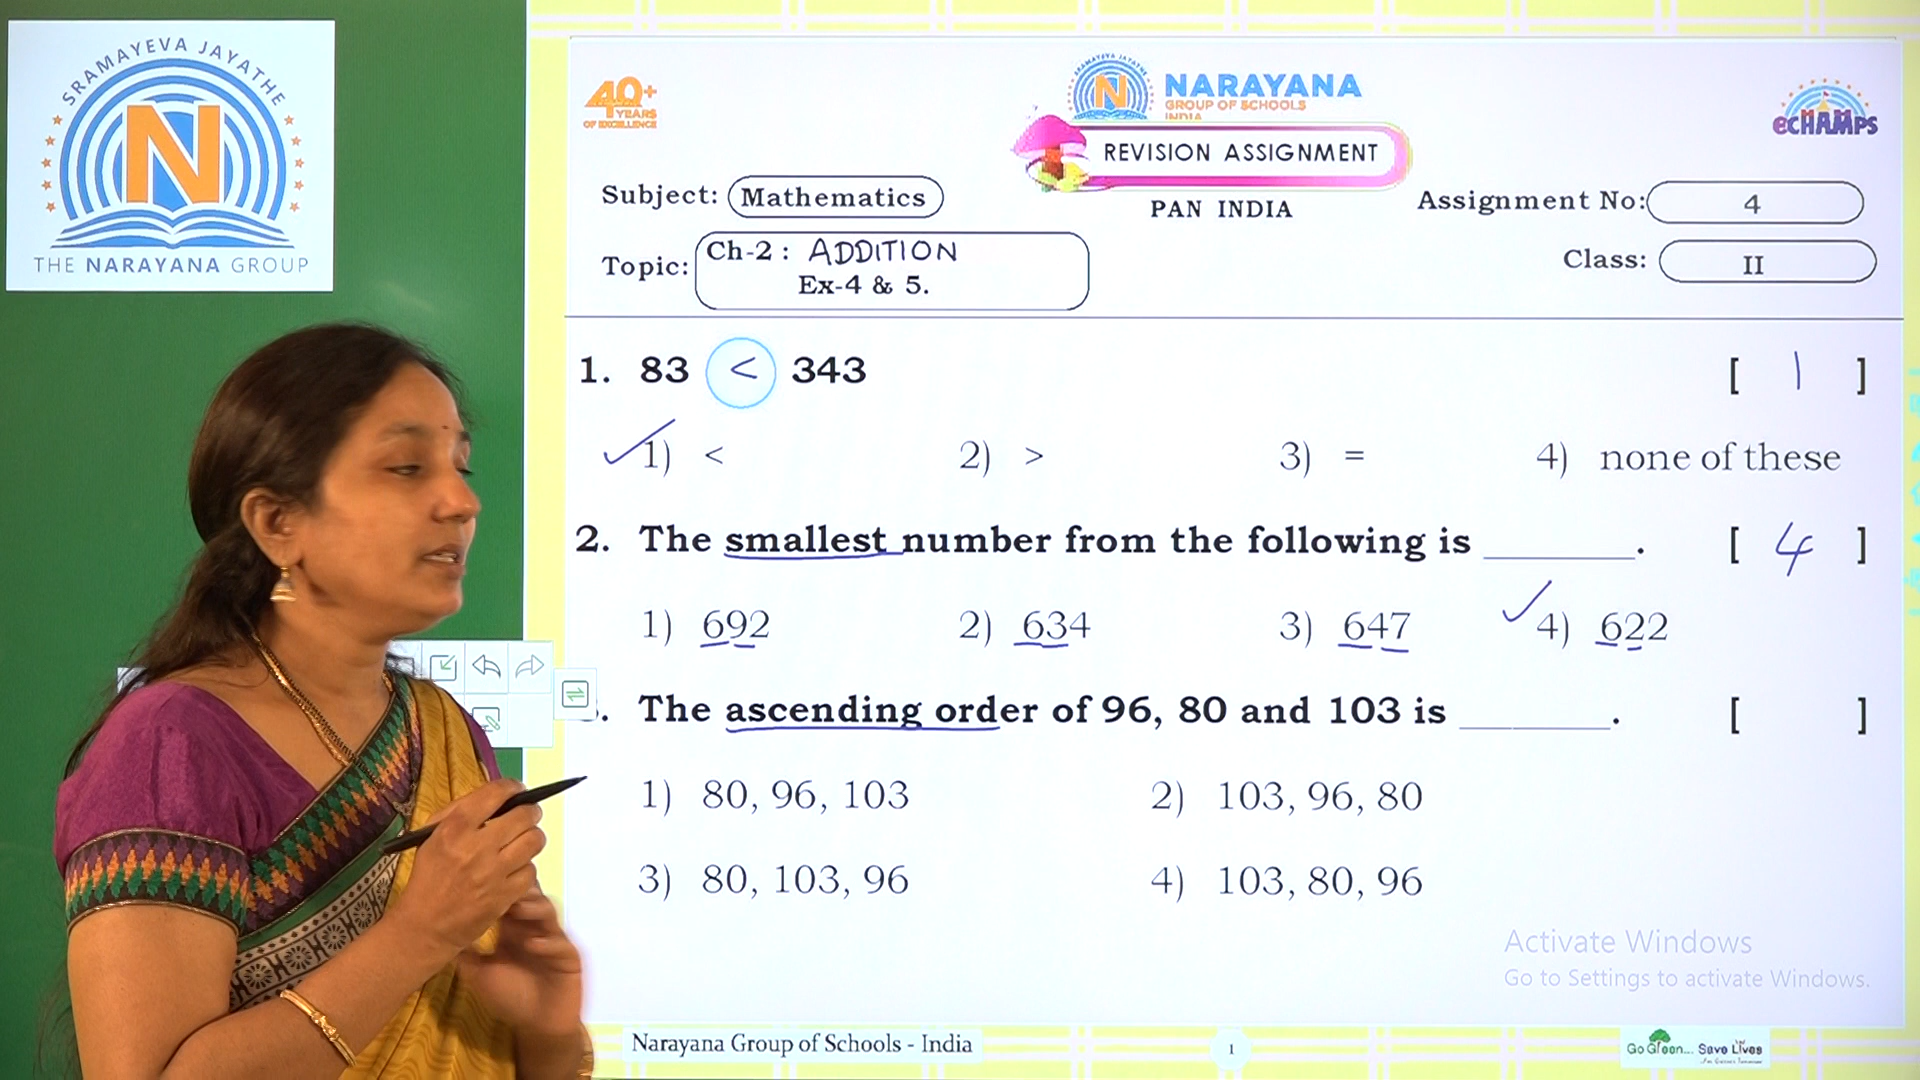 SRAMAYEVA JAYATHE
N
THE NARAYANA GROUP
40+
YEARS
OF EXCELLENCE
SRAMAYEVA JAYATHE
N
NARAYANA
GROUP OF SCHOOLS
INDIA
eCHAMPS
REVISION ASSIGNMENT
PAN INDIA
Subject: Mathematics
Assignment No: 4
Topic: Ch-2 : ADDITION
Ex-4 & 5.
Class: II
1. 83 < 343 [ 1 ]
1) < 2) > 3) = 4) none of these
2. The smallest number from the following is ________. [ 4 ]
1) 692 2) 634 3) 647 4) 622
. The ascending order of 96, 80 and 103 is ________. [ ]
1) 80, 96, 103 2) 103, 96, 80
3) 80, 103, 96 4) 103, 80, 96
Activate Windows
Go to Settings to activate Windows.
Narayana Group of Schools - India
1
Go Green... Save Lives